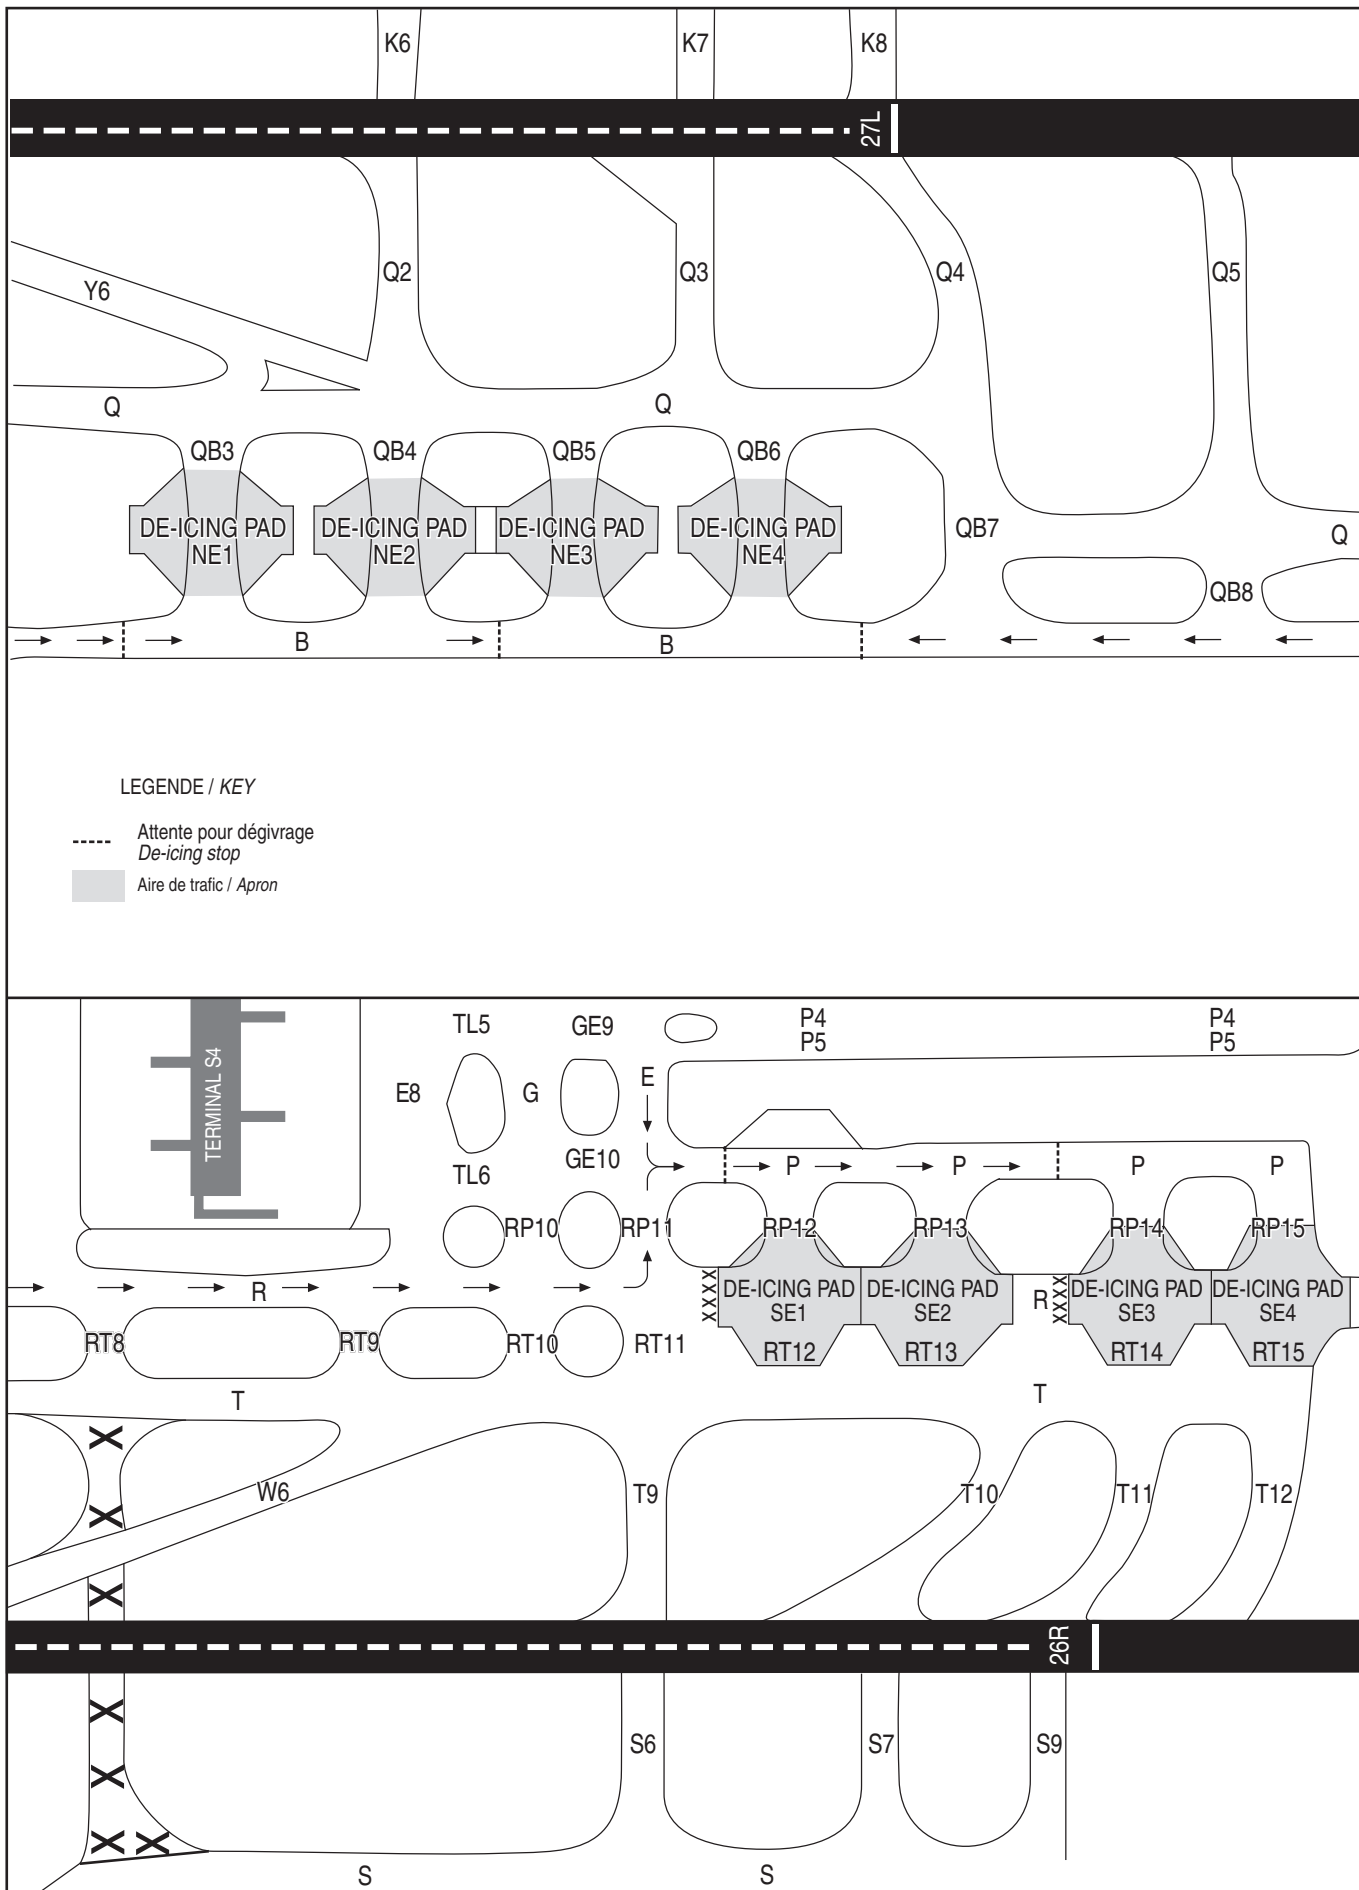 K6
K7
K8
27L
Q2
Q3
Q4
Q5
Y6
Q
Q
QB3
QB4
QB5
QB6
DE-ICING PAD
NE1
DE-ICING PAD
NE2
DE-ICING PAD
NE3
DE-ICING PAD
NE4
QB7
Q
QB8
B
B
LEGENDE / KEY
Attente pour dégivrage
De-icing stop
Aire de trafic / Apron
TERMINAL S4
TL5
GE9
P4
P5
P4
P5
E8
G
E
TL6
GE10
P
P
P
P
RP10
RP11
RP12
RP13
RP14
RP15
R
XXXX
DE-ICING PAD
SE1
DE-ICING PAD
SE2
R
XXXX
DE-ICING PAD
SE3
DE-ICING PAD
SE4
RT8
RT9
RT10
RT11
RT12
RT13
RT14
RT15
T
T
X
W6
T9
T10
T11
T12
X
X
26R
X
S6
S7
S9
X
X X
S
S